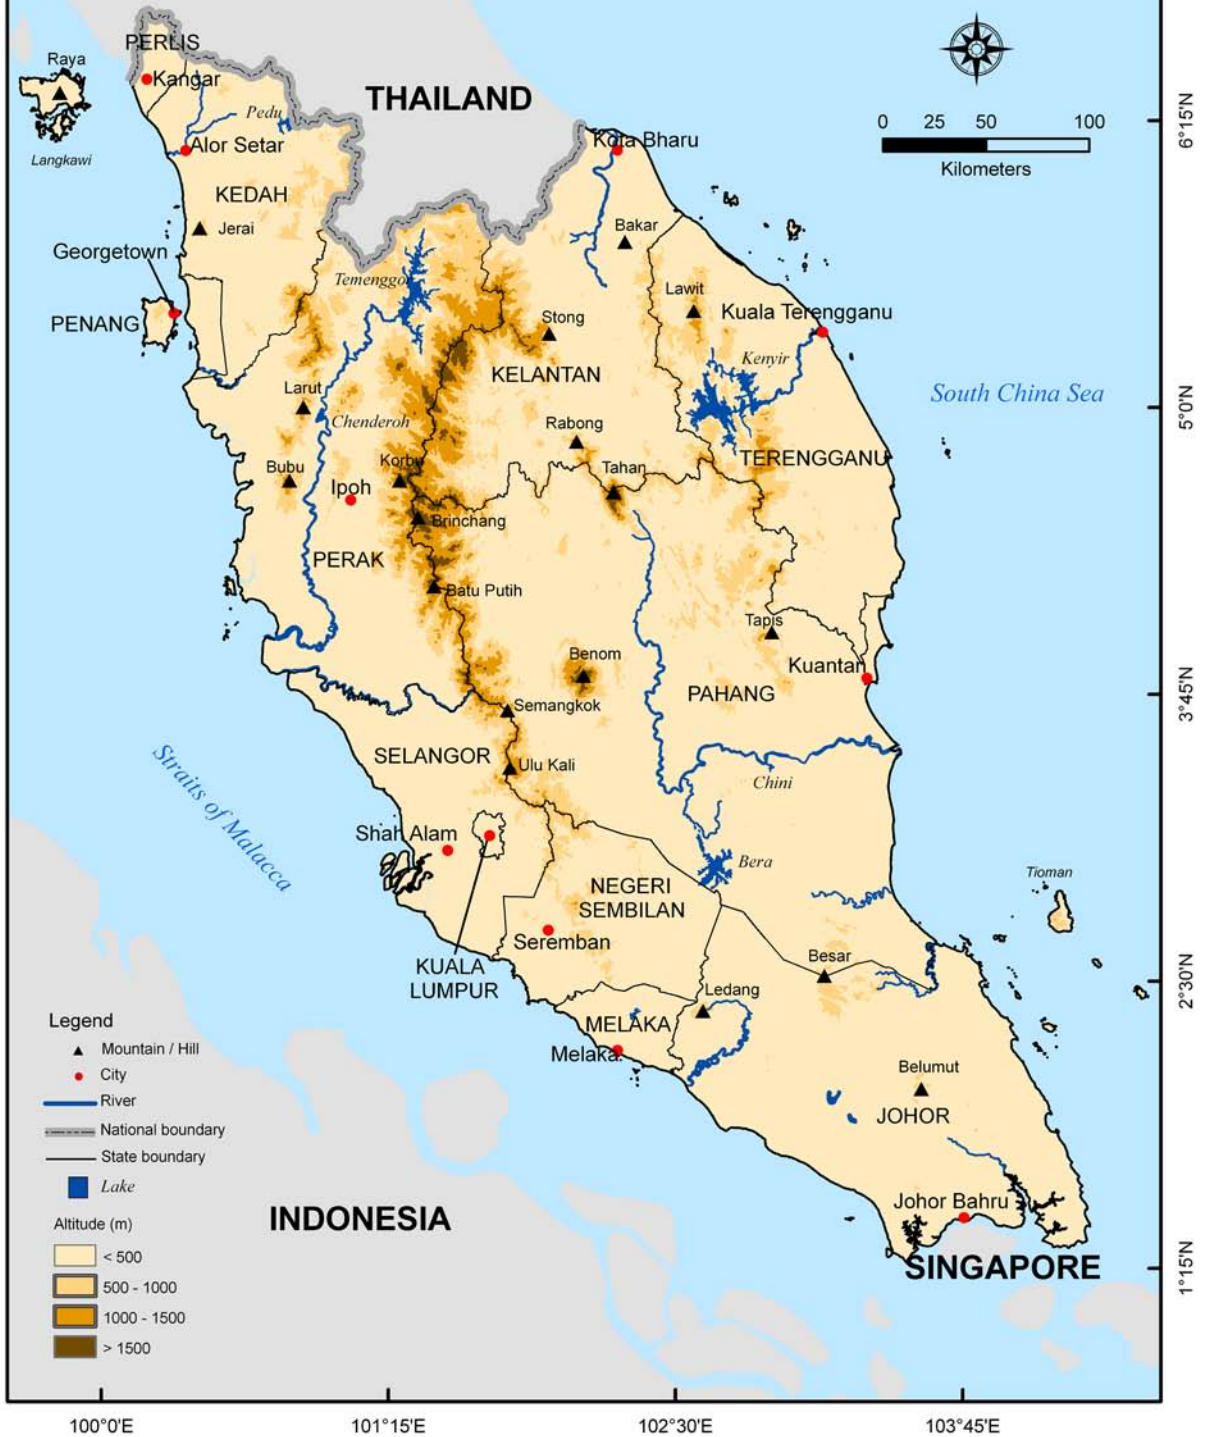 PERLIS
Raya
Kangar
THAILAND
Pedu
Langkawi
Alor Setar
Kota Bharu
0 25 50 100
Kilometers
6°15'N
KEDAH
Jerai
Bakar
Georgetown
Temenggor
Lawit
PENANG
Stong
Kuala Terengganu
KELANTAN
Kenyir
Larut
South China Sea
5°0'N
Chenderoh
Rabong
Bubu
Korbu
Tahan
TERENGGANU
Ipoh
Brinchang
PERAK
Batu Putih
Tapis
Benom
Kuantan
PAHANG
3°45'N
Semangkok
SELANGOR
Ulu Kali
Straits of Malacca
Chini
Shah Alam
Bera
NEGERI
SEMBILAN
Tioman
Seremban
KUALA
LUMPUR
Besar
2°30'N
Ledang
MELAKA
Melaka
Belumut
JOHOR
Legend
Mountain / Hill
City
River
National boundary
State boundary
Lake
Altitude (m)
< 500
500 - 1000
1000 - 1500
> 1500
INDONESIA
Johor Bahru
SINGAPORE
1°15'N
100°0'E 101°15'E 102°30'E 103°45'E